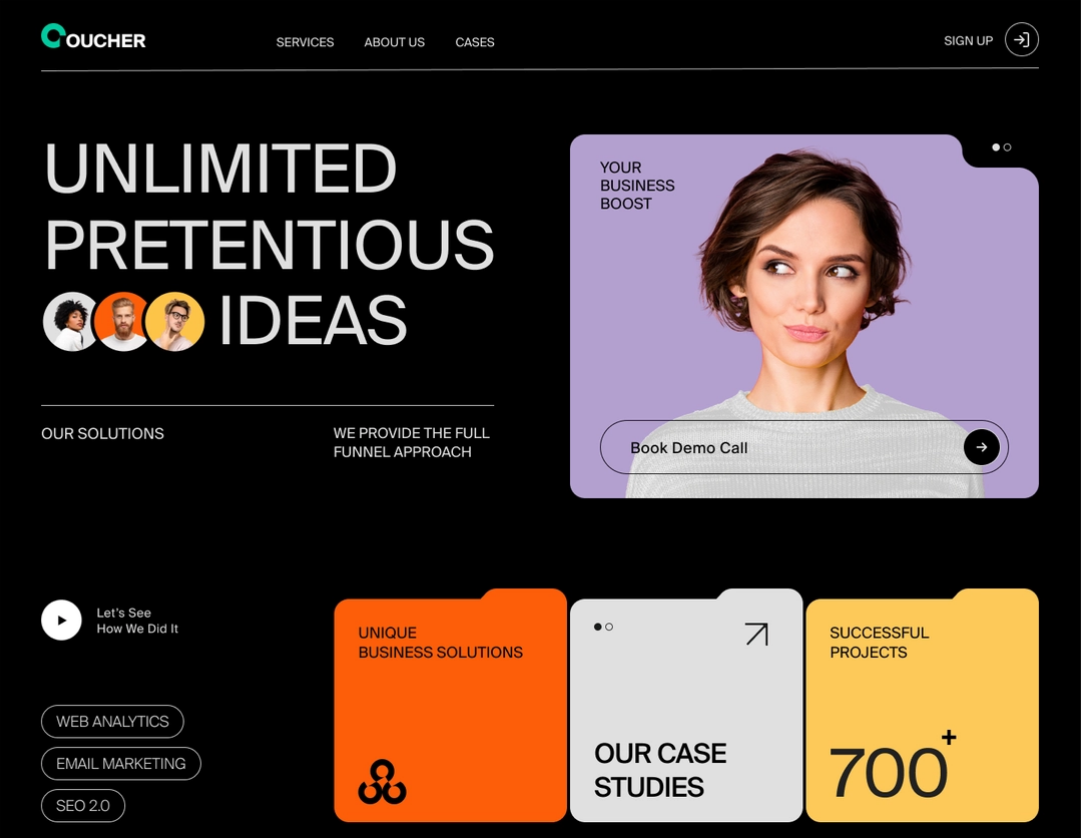 COUCHER
SERVICES
ABOUT US
CASES
SIGN UP
UNLIMITED
PRETENTIOUS
IDEAS
OUR SOLUTIONS
WE PROVIDE THE FULL
FUNNEL APPROACH
YOUR
BUSINESS
BOOST
Book Demo Call
Let's See
How We Did It
WEB ANALYTICS
EMAIL MARKETING
SEO 2.0
UNIQUE
BUSINESS SOLUTIONS
OUR CASE
STUDIES
SUCCESSFUL
PROJECTS
700+